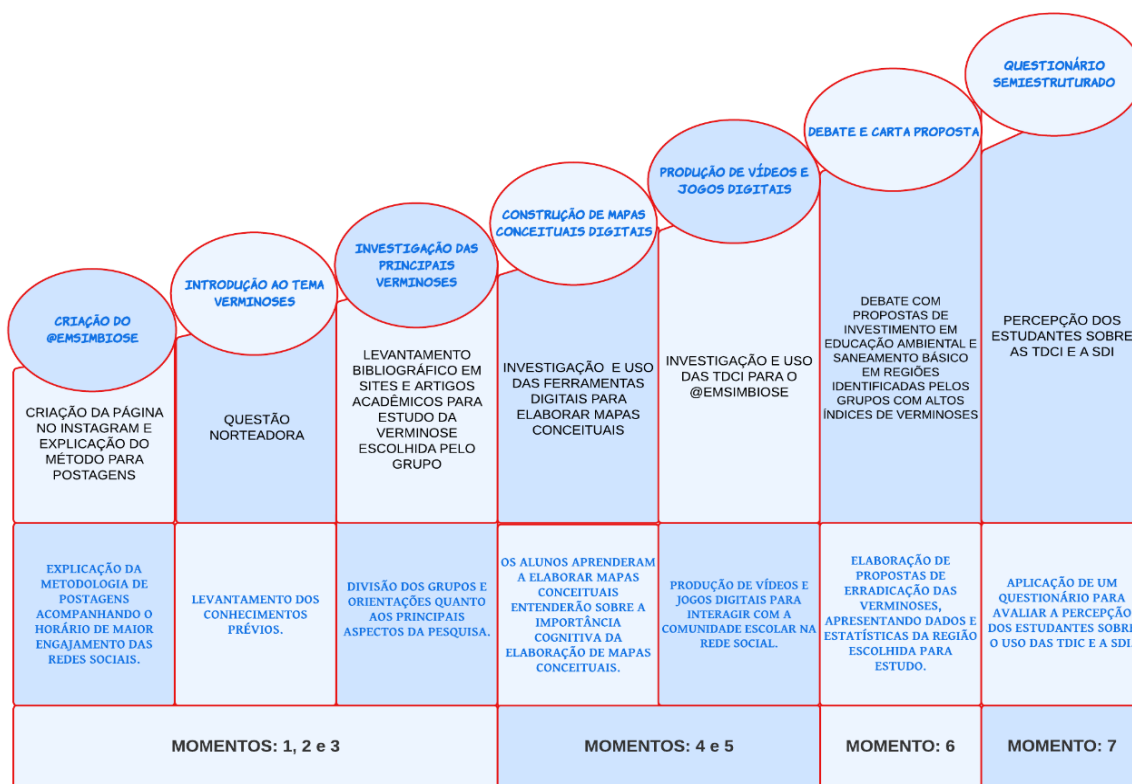 CRIAÇÃO DO
@EMSIMBIOSE
CRIAÇÃO DA PÁGINA
NO INSTAGRAM E
EXPLICAÇÃO DO
MÉTODO PARA
POSTAGENS
EXPLICAÇÃO DA
METODOLOGIA DE
POSTAGENS
ACOMPANHANDO O
HORÁRIO DE MAIOR
ENGAJAMENTO DAS
REDES SOCIAIS.
INTRODUÇÃO AO TEMA
VERMINOSES
QUESTÃO
NORTEADORA
LEVANTAMENTO DOS
CONHECIMENTOS
PRÉVIOS.
INVESTIGAÇÃO DAS
PRINCIPAIS
VERMINOSES
LEVANTAMENTO
BIBLIOGRÁFICO EM
SITES E ARTIGOS
ACADÊMICOS PARA
ESTUDO DA
VERMINOSE
ESCOLHIDA PELO
GRUPO
DIVISÃO DOS GRUPOS E
ORIENTAÇÕES QUANTO
AOS PRINCIPAIS
ASPECTOS DA PESQUISA.
MOMENTOS: 1, 2 e 3
CONSTRUÇÃO DE MAPAS
CONCEITUAIS DIGITAIS
INVESTIGAÇÃO E USO
DAS FERRAMENTAS
DIGITAIS PARA
ELABORAR MAPAS
CONCEITUAIS
OS ALUNOS APRENDERAM
A ELABORAR MAPAS
CONCEITUAIS
ENTENDERÃO SOBRE A
IMPORTÂNCIA
COGNITIVA DA
ELABORAÇÃO DE MAPAS
CONCEITUAIS.
PRODUÇÃO DE VÍDEOS E
JOGOS DIGITAIS
INVESTIGAÇÃO E USO
DAS TDCI PARA O
@EMSIMBIOSE
PRODUÇÃO DE VÍDEOS E
JOGOS DIGITAIS PARA
INTERAGIR COM A
COMUNIDADE ESCOLAR NA
REDE SOCIAL.
MOMENTOS: 4 e 5
DEBATE E CARTA PROPOSTA
DEBATE COM
PROPOSTAS DE
INVESTIMENTO EM
EDUCAÇÃO AMBIENTAL E
SANEAMENTO BÁSICO
EM REGIÕES
IDENTIFICADAS PELOS
GRUPOS COM ALTOS
ÍNDICES DE VERMINOSES
ELABORAÇÃO DE
PROPOSTAS DE
ERRADICAÇÃO DAS
VERMINOSES,
APRESENTANDO DADOS E
ESTATÍSTICAS DA REGIÃO
ESCOLHIDA PARA
ESTUDO.
MOMENTO: 6
QUESTIONÁRIO
SEMIESTRUTURADO
PERCEPÇÃO DOS
ESTUDANTES SOBRE
AS TDCI E A SDI
APLICAÇÃO DE UM
QUESTIONÁRIO PARA
AVALIAR A PERCEPÇÃO
DOS ESTUDANTES SOBRE
O USO DAS TDIC E A SDI.
MOMENTO: 7